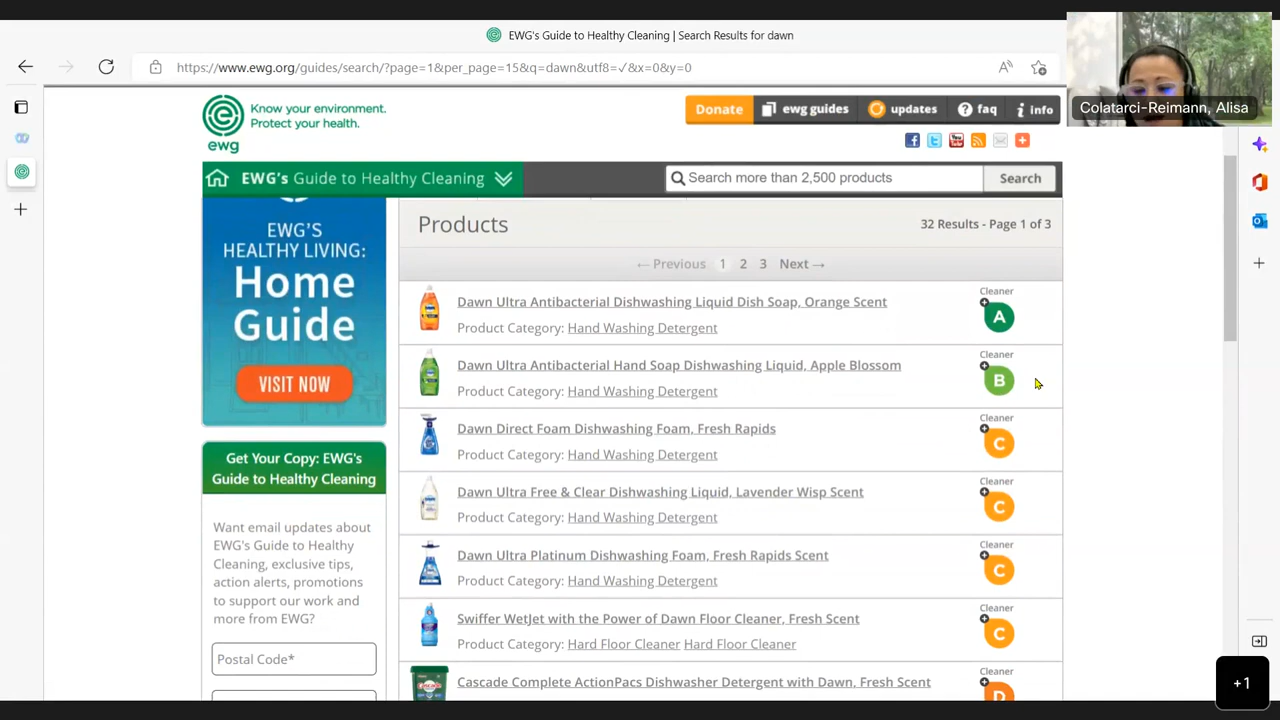 EWG's Guide to Healthy Cleaning | Search Results for dawn
https://www.ewg.org/guides/search/?page=1&per_page=15&q=dawn&utf8=✓&x=0&y=0
Colatarci-Reimann, Alisa
ewg
Know your environment.
Protect your health.
Donate
ewg guides
updates
faq
info
EWG's Guide to Healthy Cleaning
Search more than 2,500 products
Search
EWG'S
HEALTHY LIVING:
Home
Guide
VISIT NOW
Get Your Copy: EWG's
Guide to Healthy Cleaning
Want email updates about
EWG's Guide to Healthy
Cleaning, exclusive tips,
action alerts, promotions
to support our work and
more from EWG?
Postal Code*
Products
32 Results - Page 1 of 3
← Previous 1 2 3 Next →
Dawn Ultra Antibacterial Dishwashing Liquid Dish Soap, Orange Scent
Product Category: Hand Washing Detergent
Cleaner
A
Dawn Ultra Antibacterial Hand Soap Dishwashing Liquid, Apple Blossom
Product Category: Hand Washing Detergent
Cleaner
B
Dawn Direct Foam Dishwashing Foam, Fresh Rapids
Product Category: Hand Washing Detergent
Cleaner
C
Dawn Ultra Free & Clear Dishwashing Liquid, Lavender Wisp Scent
Product Category: Hand Washing Detergent
Cleaner
C
Dawn Ultra Platinum Dishwashing Foam, Fresh Rapids Scent
Product Category: Hand Washing Detergent
Cleaner
C
Swiffer WetJet with the Power of Dawn Floor Cleaner, Fresh Scent
Product Category: Hard Floor Cleaner Hard Floor Cleaner
Cleaner
C
Cascade Complete ActionPacs Dishwasher Detergent with Dawn, Fresh Scent
Cleaner
D
+1